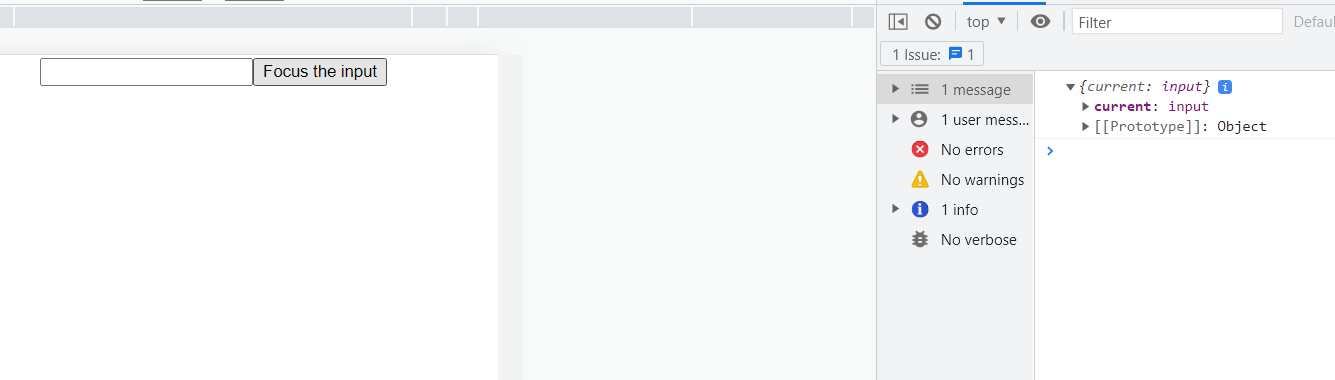 top ▼
Filter
Defau
1 Issue: 1
Focus the input
1 message
1 user mess...
No errors
No warnings
1 info
No verbose
▼{current: input} i
▶ current: input
▶ [[Prototype]]: Object